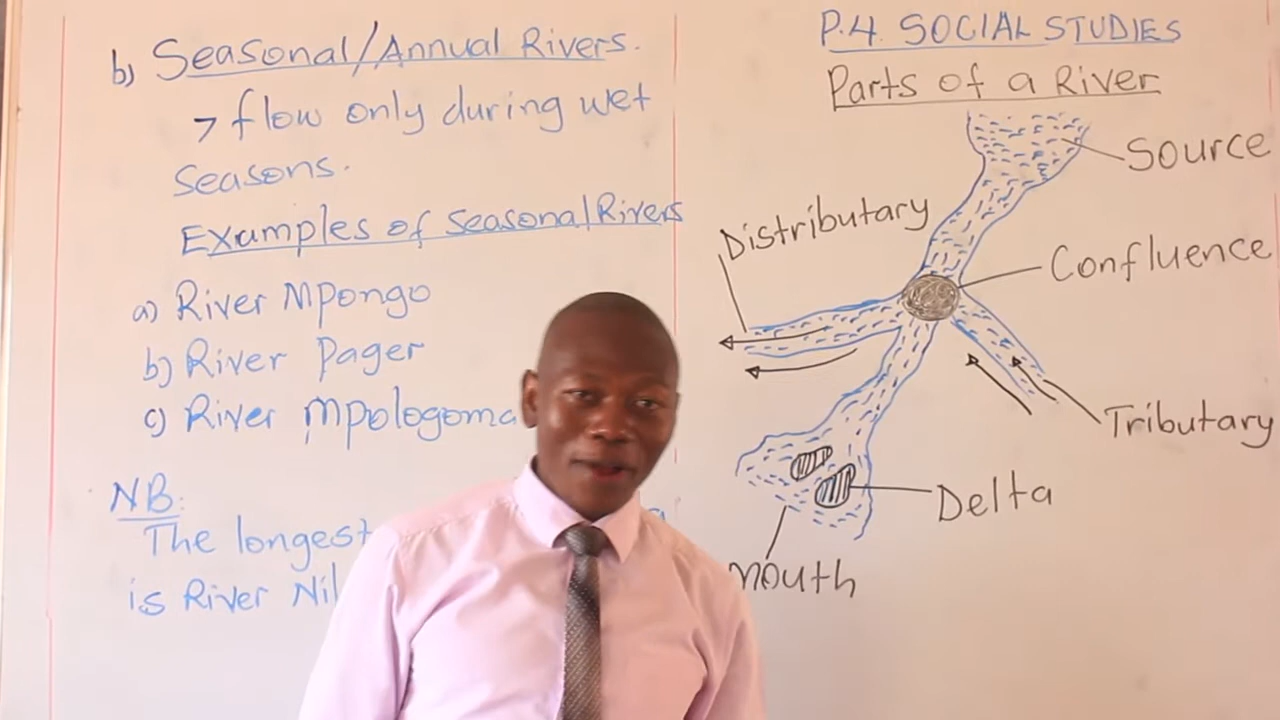 b) Seasonal/Annual Rivers.
> flow only during wet
seasons.
Examples of Seasonal Rivers
a) River Mpongo
b) River Pager
c) River Mpologoma
NB:
The longest
is River Nil
P.4 SOCIAL STUDIES
Parts of a River
Source
Distributary
Confluence
Tributary
Delta
Mouth